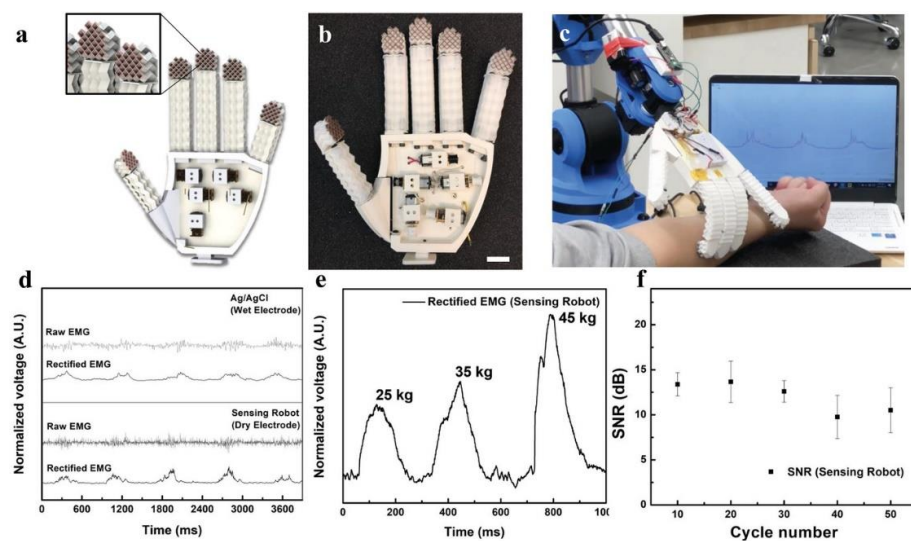 a
b
c
d
Normalized voltage (A.U.)
Ag/AgCl
(Wet Electrode)
Raw EMG
Rectified EMG
Sensing Robot
(Dry Electrode)
Raw EMG
Rectified EMG
0 600 1200 1800 2400 3000 3600
Time (ms)
e
Normalized voltage (A.U.)
Rectified EMG (Sensing Robot)
25 kg
35 kg
45 kg
0 200 400 600 800 1000
Time (ms)
f
SNR (dB)
25
20
15
10
5
0
SNR (Sensing Robot)
10 20 30 40 50
Cycle number